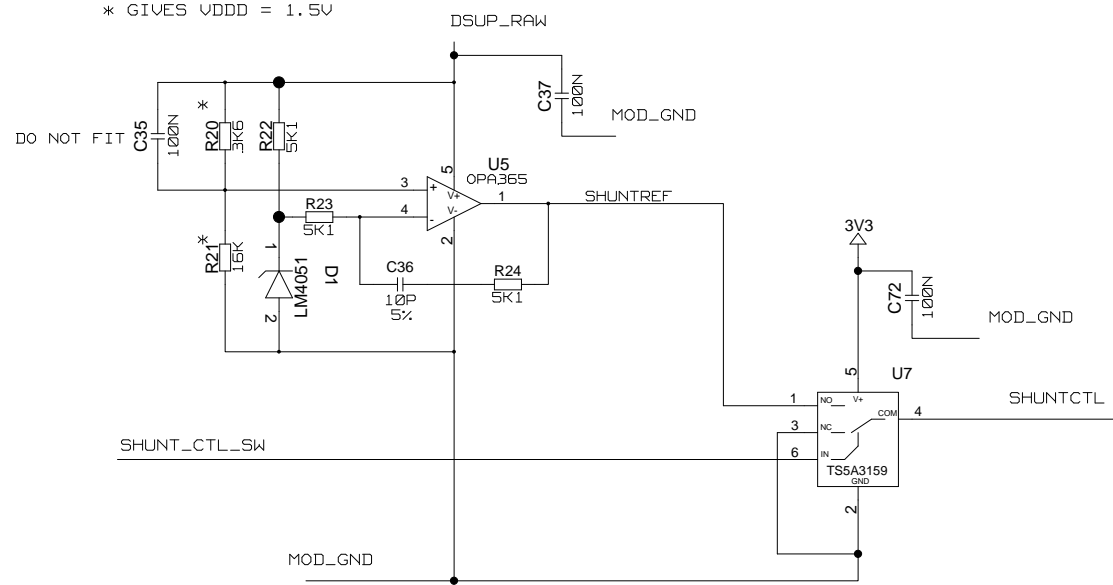 * GIVES VDDD = 1.5V
DSUP_RAW
C37
100N
MOD_GND
DO NOT FIT
C35
100N
*
R20
3K6
R22
5K1
U5
OPA365
5
3
+
V+
1
SHUNTREF
4
-
V-
2
R23
5K1
*
R21
16K
1
LM4051
D1
2
C36
10P
5%
R24
5K1
3V3
C72
100N
MOD_GND
5
U7
1
NO
V+
COM
4
SHUNTCTL
3
NC
SHUNT_CTL_SW
6
IN
TS5A3159
GND
2
MOD_GND